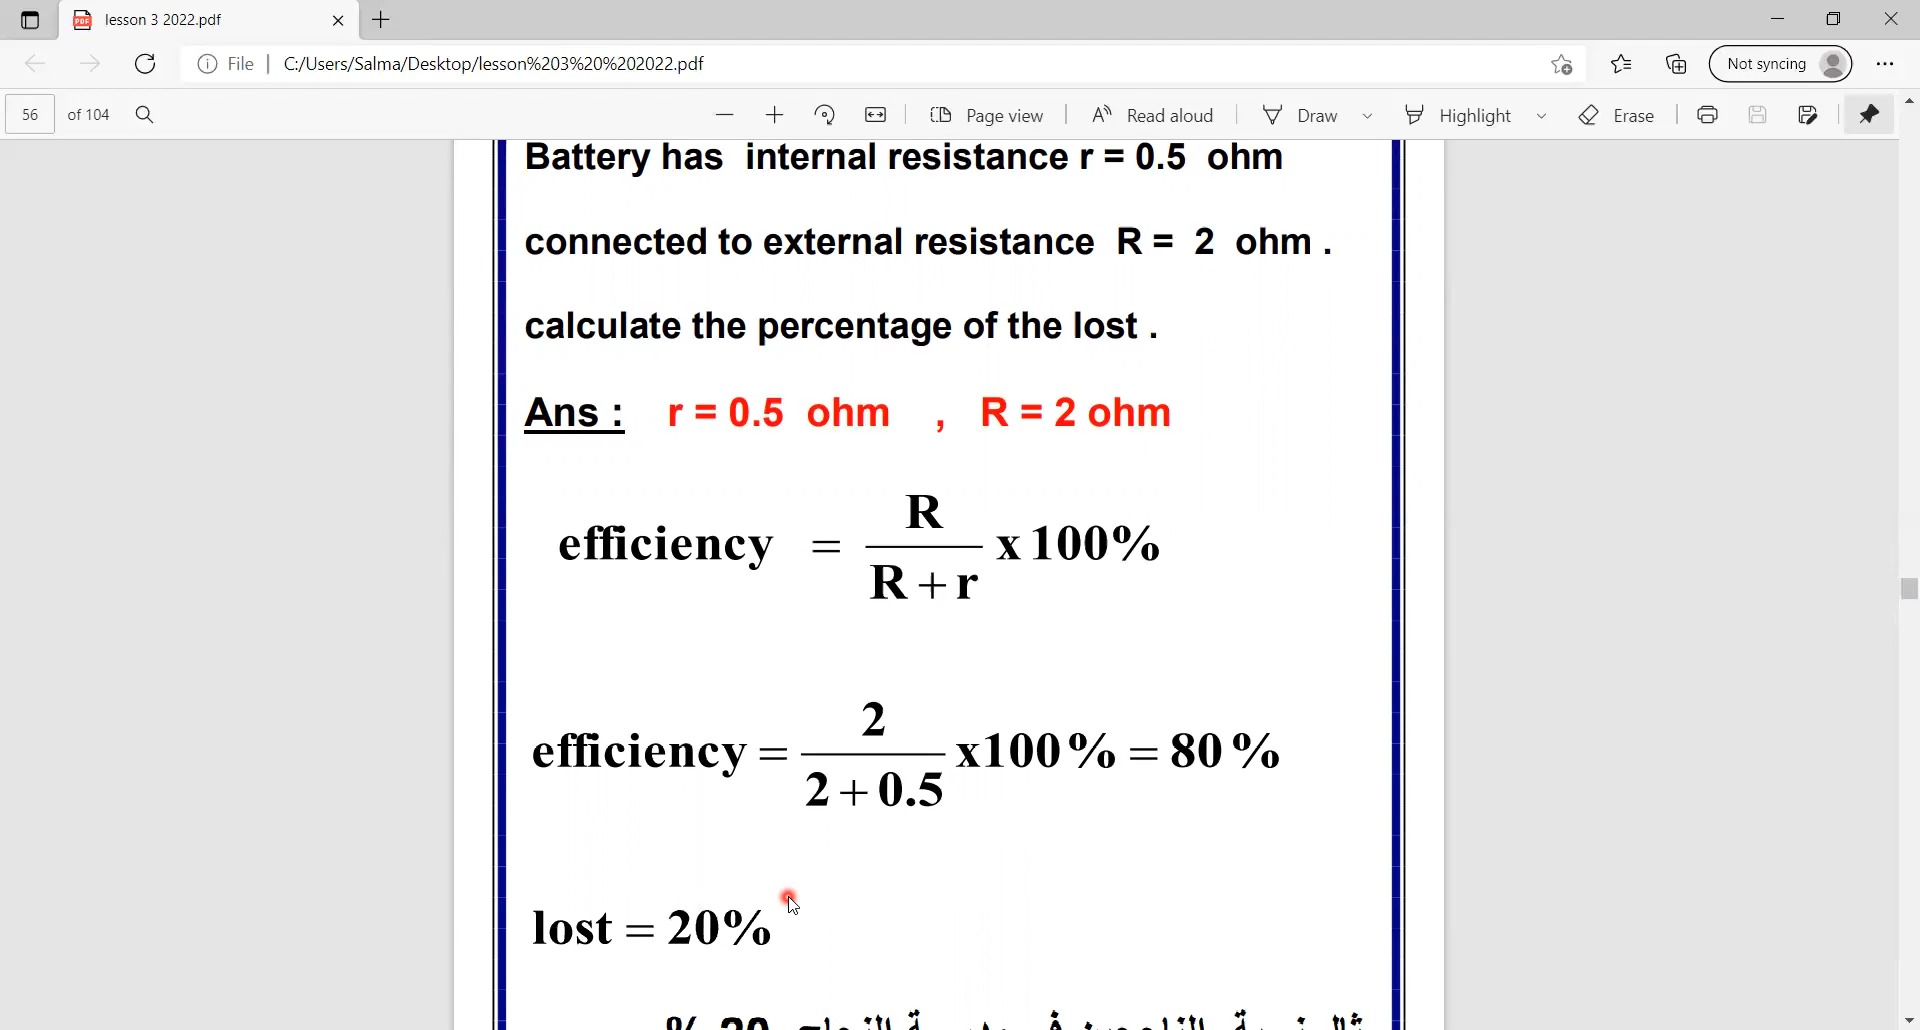 lesson 3 2022.pdf
File | C:/Users/Salma/Desktop/lesson%203%20%202022.pdf
Not syncing
56 of 104
Page view
Read aloud
Draw
Highlight
Erase
Battery has internal resistance r = 0.5 ohm
connected to external resistance R = 2 ohm .
calculate the percentage of the lost .
Ans : r = 0.5 ohm , R = 2 ohm
efficiency = R / R + r x 100%
efficiency = 2 / 2 + 0.5 x100 % = 80 %
lost = 20%